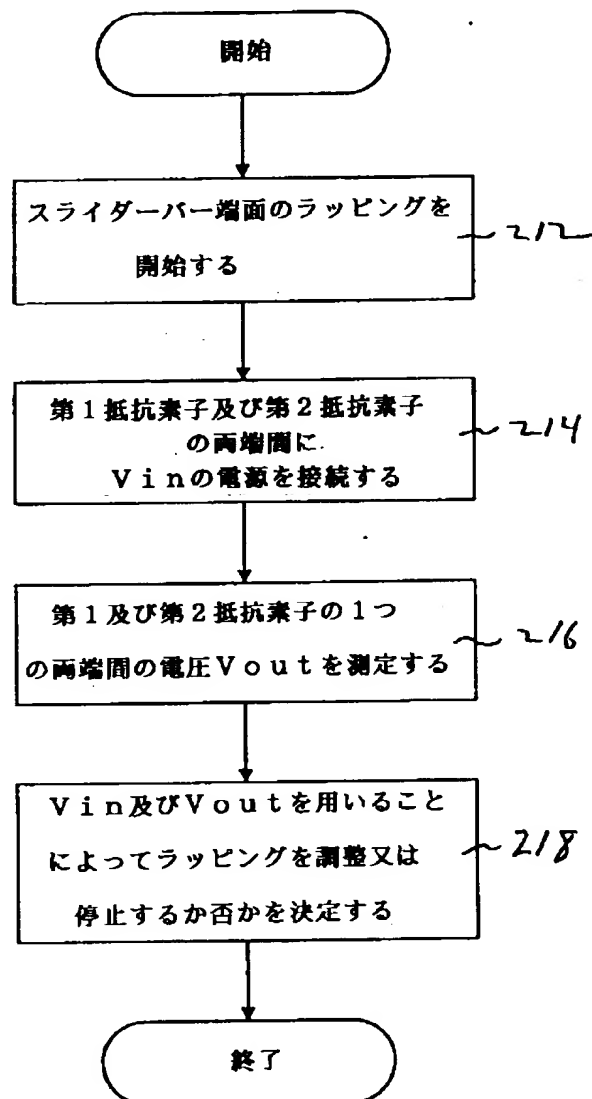 開始
スライダーバー端面のラッピングを
開始する
212
第1抵抗素子及び第2抵抗素子
の両端間に
Ｖｉｎの電源を接続する
214
第1及び第2抵抗素子の1つ
の両端間の電圧Ｖｏｕｔを測定する
216
Ｖｉｎ及びＶｏｕｔを用いること
によってラッピングを調整又は
停止するか否かを決定する
218
終了